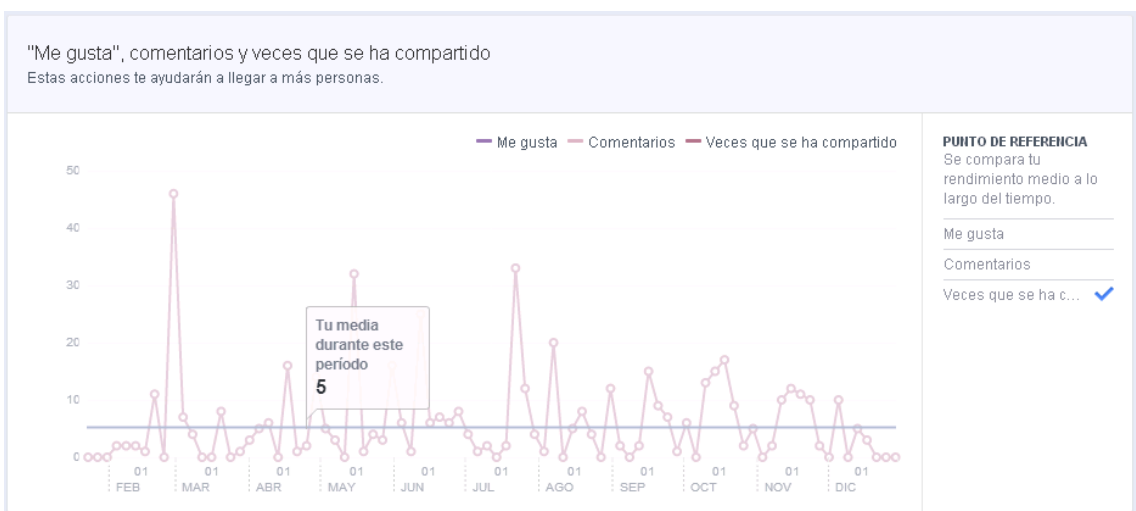 "Me gusta", comentarios y veces que se ha compartido
Estas acciones te ayudarán a llegar a más personas.
Me gusta Comentarios Veces que se ha compartido
50
40
30
20
10
0
Tu media
durante este
período
5
01 01 01 01 01 01 01 01 01 01 01
FEB MAR ABR MAY JUN JUL AGO SEP OCT NOV DIC
PUNTO DE REFERENCIA
Se compara tu
rendimiento medio a lo
largo del tiempo.
Me gusta
Comentarios
Veces que se ha c...